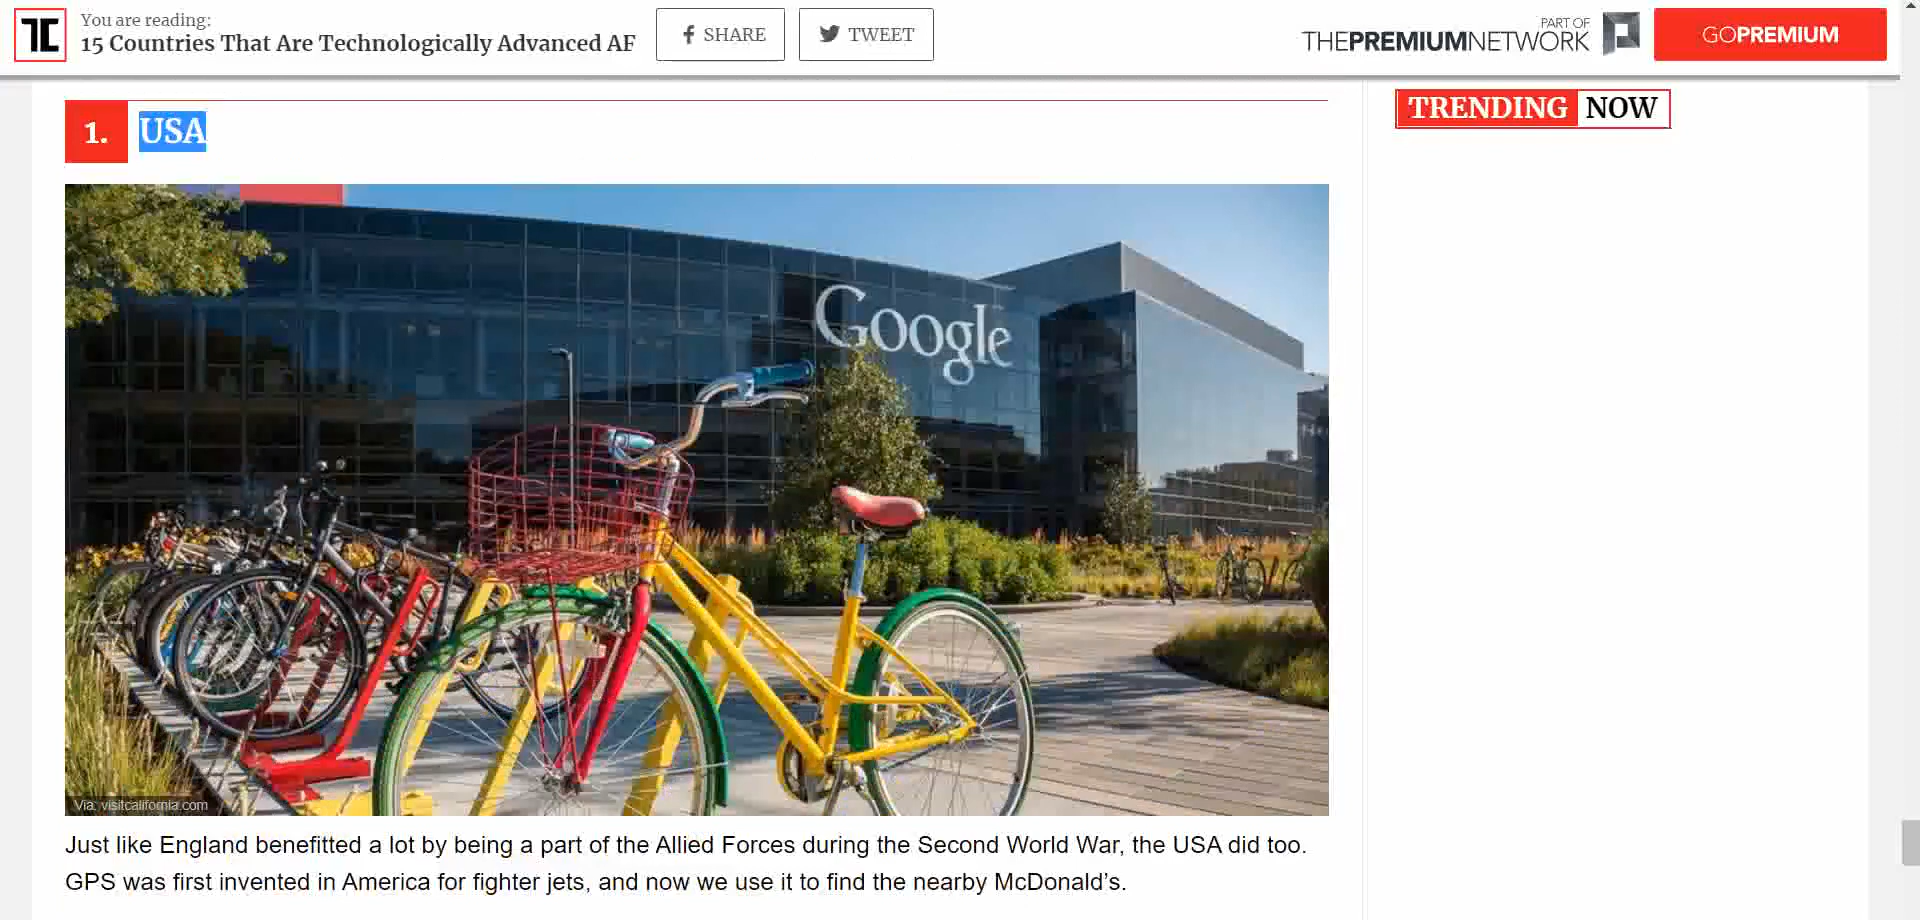 You are reading:
15 Countries That Are Technologically Advanced AF
SHARE
TWEET
PART OF
THEPREMIUMNETWORK
GOPREMIUM
1. USA
TRENDING NOW
Google
Via: visitcalifornia.com
Just like England benefitted a lot by being a part of the Allied Forces during the Second World War, the USA did too.
GPS was first invented in America for fighter jets, and now we use it to find the nearby McDonald’s.